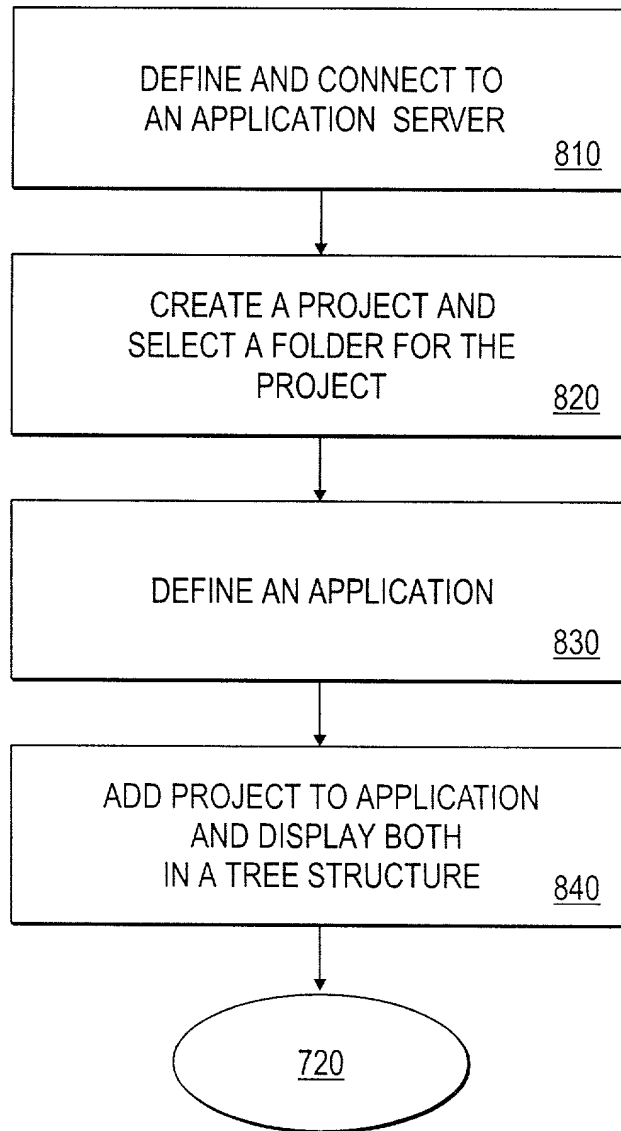 DEFINE AND CONNECT TO
AN APPLICATION SERVER
810
CREATE A PROJECT AND
SELECT A FOLDER FOR THE
PROJECT
820
DEFINE AN APPLICATION
830
ADD PROJECT TO APPLICATION
AND DISPLAY BOTH
IN A TREE STRUCTURE
840
720